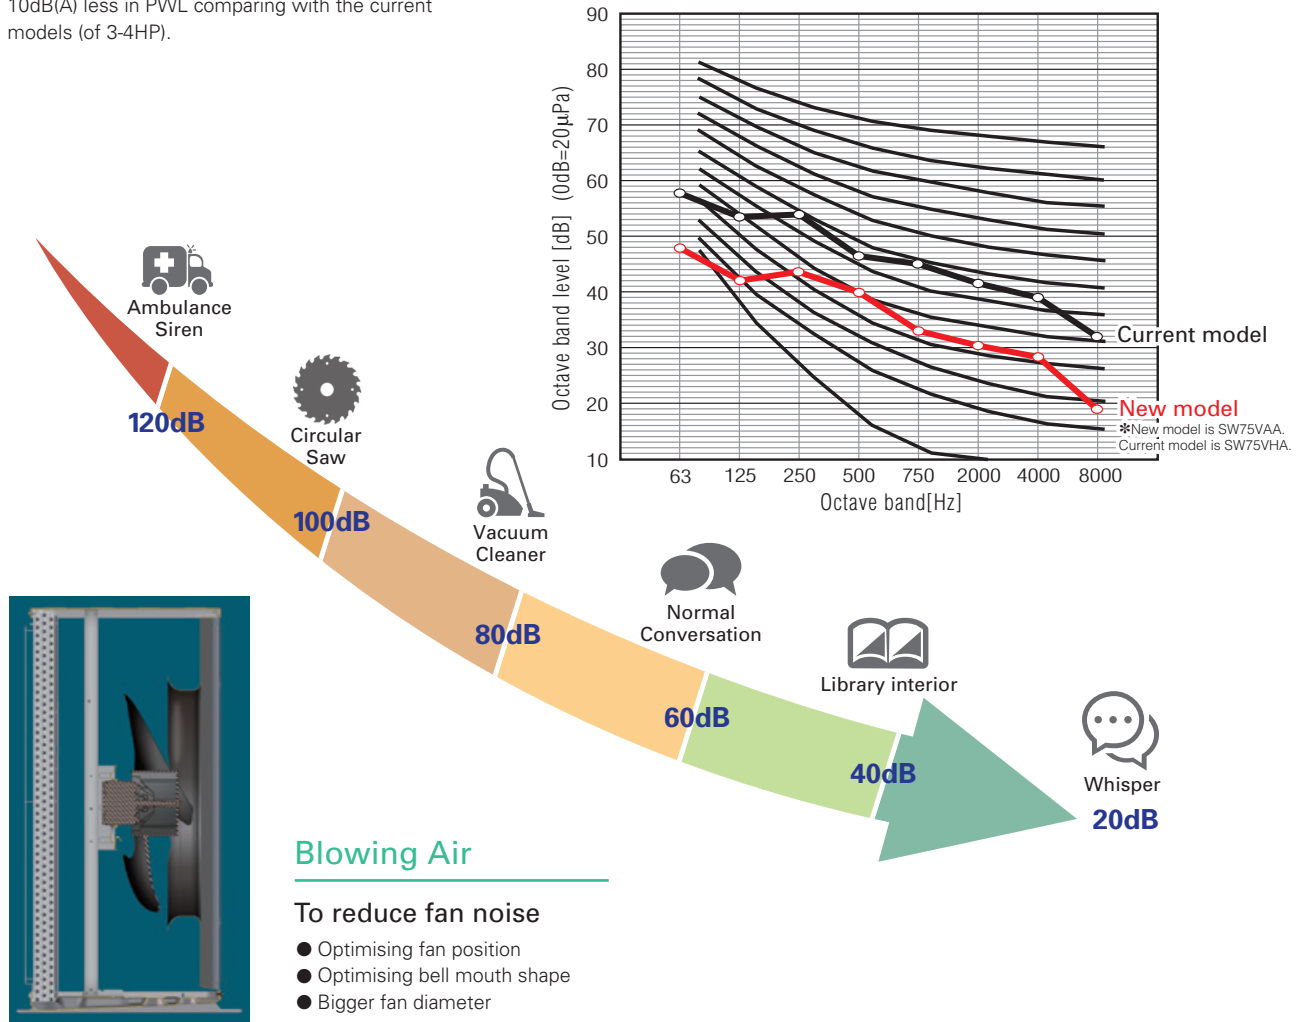 10dB(A) less in PWL comparing with the current
models (of 3-4HP).
90
80
70
60
50
40
30
20
10
Octave band level [dB] (0dB=20μPa)
63 125 250 500 750 2000 4000 8000
Octave band[Hz]
Current model
New model
✻New model is SW75VAA.
Current model is SW75VHA.
Ambulance
Siren
120dB
Circular
Saw
100dB
Vacuum
Cleaner
80dB
Normal
Conversation
60dB
Library interior
40dB
Whisper
20dB
Blowing Air
To reduce fan noise
● Optimising fan position
● Optimising bell mouth shape
● Bigger fan diameter